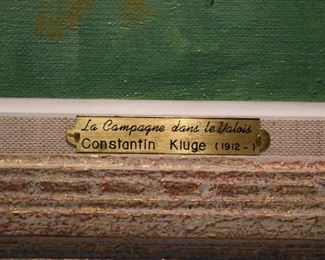 La Campagne dans le Valois
Constantin Kluge (1912-)